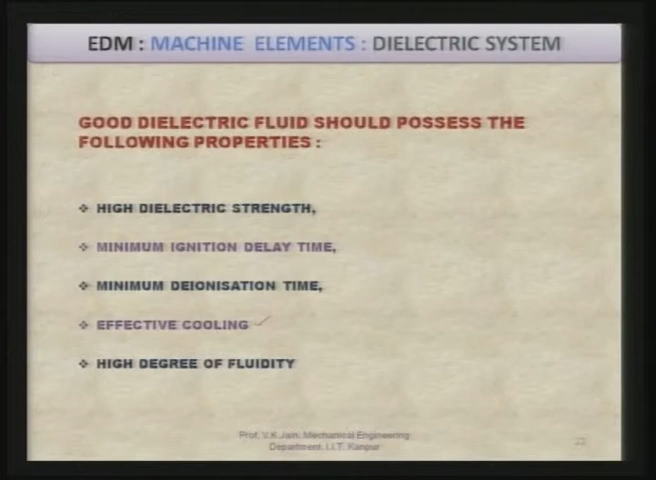 EDM : MACHINE ELEMENTS : DIELECTRIC SYSTEM
GOOD DIELECTRIC FLUID SHOULD POSSESS THE
FOLLOWING PROPERTIES :
❖ HIGH DIELECTRIC STRENGTH,
❖ MINIMUM IGNITION DELAY TIME,
❖ MINIMUM DEIONISATION TIME,
❖ EFFECTIVE COOLING
❖ HIGH DEGREE OF FLUIDITY
Prof. V.K.Jain, Mechanical Engineering
Department, I.I.T. Kanpur